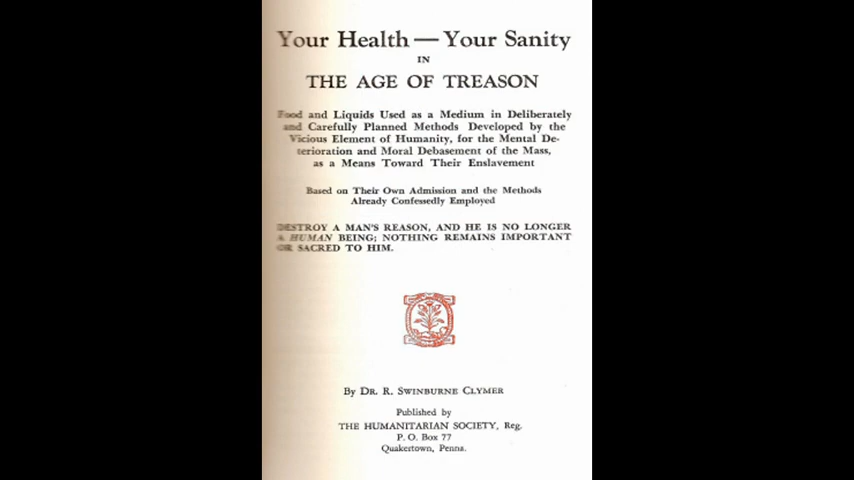 Your Health — Your Sanity
IN
THE AGE OF TREASON
Food and Liquids Used as a Medium in Deliberately
and Carefully Planned Methods Developed by the
Vicious Element of Humanity, for the Mental De-
terioration and Moral Debasement of the Mass,
as a Means Toward Their Enslavement
Based on Their Own Admission and the Methods
Already Confessedly Employed
DESTROY A MAN'S REASON, AND HE IS NO LONGER
A HUMAN BEING; NOTHING REMAINS IMPORTANT
OR SACRED TO HIM.
By DR. R. SWINBURNE CLYMER
Published by
THE HUMANITARIAN SOCIETY, Reg.
P. O. Box 77
Quakertown, Penna.